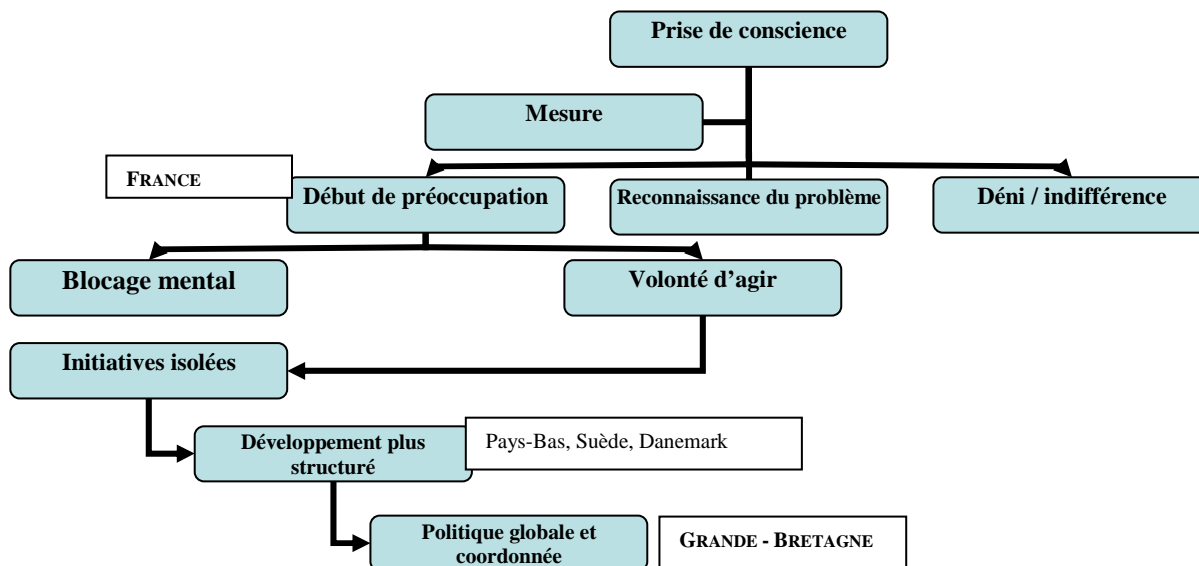 Prise de conscience
Mesure
FRANCE
Début de préoccupation
Reconnaissance du problème
Déni / indifférence
Blocage mental
Volonté d'agir
Initiatives isolées
Développement plus
structuré
Pays-Bas, Suède, Danemark
Politique globale et
coordonnée
GRANDE - BRETAGNE